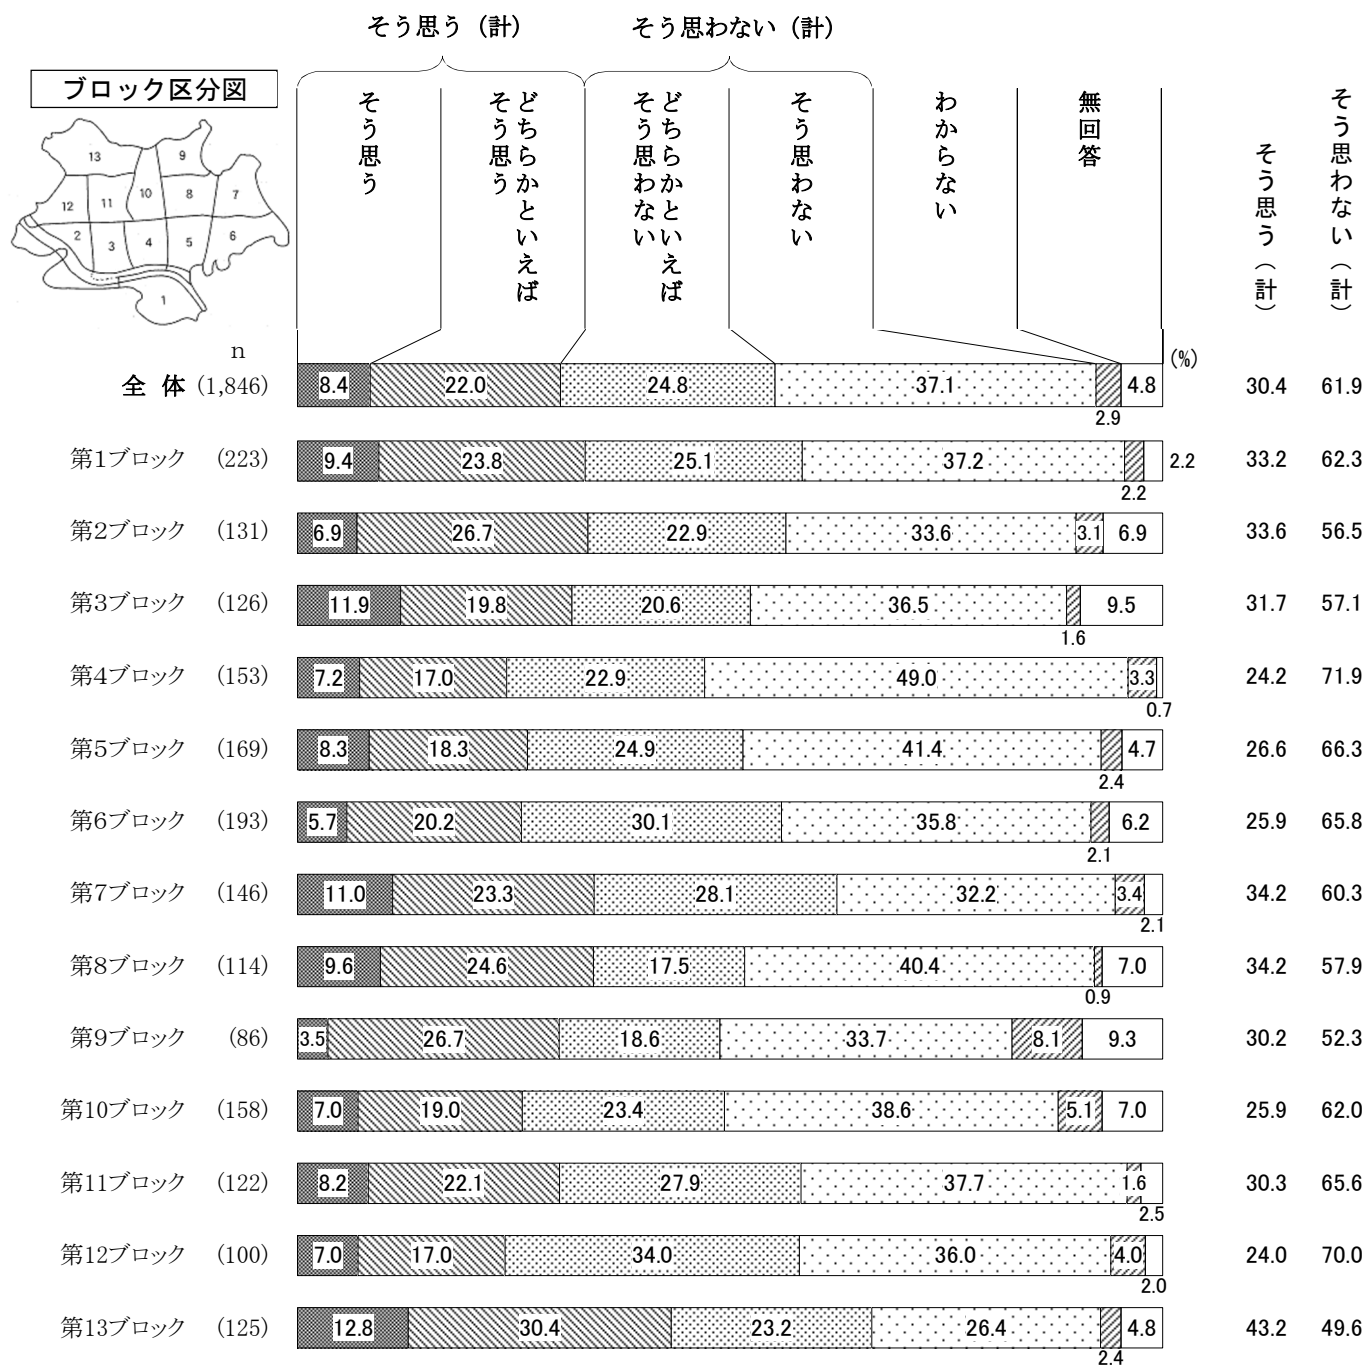 そう思う（計）
そう思わない（計）
ブロック区分図
そう思う
どちらかといえば
そう思う
どちらかといえば
そう思わない
そう思わない
わからない
無回答
そう思う（計）
そう思わない（計）
13
9
12
11
10
8
7
2
3
4
5
6
1
n
(%)
全 体 (1,846) 8.4 22.0 24.8 37.1 2.9 4.8 30.4 61.9
第1ブロック (223) 9.4 23.8 25.1 37.2 2.2 2.2 33.2 62.3
第2ブロック (131) 6.9 26.7 22.9 33.6 3.1 6.9 33.6 56.5
第3ブロック (126) 11.9 19.8 20.6 36.5 1.6 9.5 31.7 57.1
第4ブロック (153) 7.2 17.0 22.9 49.0 3.3 0.7 24.2 71.9
第5ブロック (169) 8.3 18.3 24.9 41.4 2.4 4.7 26.6 66.3
第6ブロック (193) 5.7 20.2 30.1 35.8 2.1 6.2 25.9 65.8
第7ブロック (146) 11.0 23.3 28.1 32.2 3.4 2.1 34.2 60.3
第8ブロック (114) 9.6 24.6 17.5 40.4 0.9 7.0 34.2 57.9
第9ブロック (86) 3.5 26.7 18.6 33.7 8.1 9.3 30.2 52.3
第10ブロック (158) 7.0 19.0 23.4 38.6 5.1 7.0 25.9 62.0
第11ブロック (122) 8.2 22.1 27.9 37.7 1.6 2.5 30.3 65.6
第12ブロック (100) 7.0 17.0 34.0 36.0 4.0 2.0 24.0 70.0
第13ブロック (125) 12.8 30.4 23.2 26.4 2.4 4.8 43.2 49.6